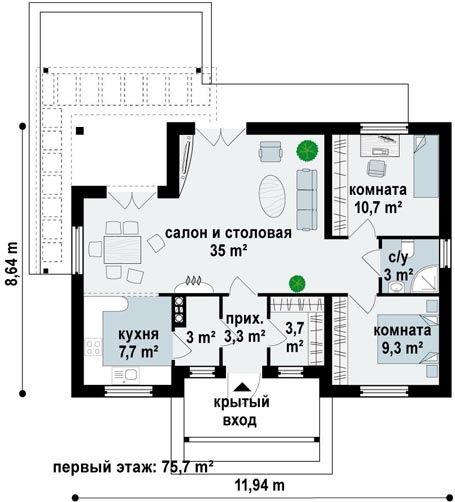 комната
10,7 m²
салон и столовая
35 m²
с/у
3 m²
8,64 m
кухня
7,7 m²
3 m²
прих.
3,3 m²
3,7
m²
комната
9,3 m²
крытый
вход
первый этаж: 75,7 m²
11,94 m